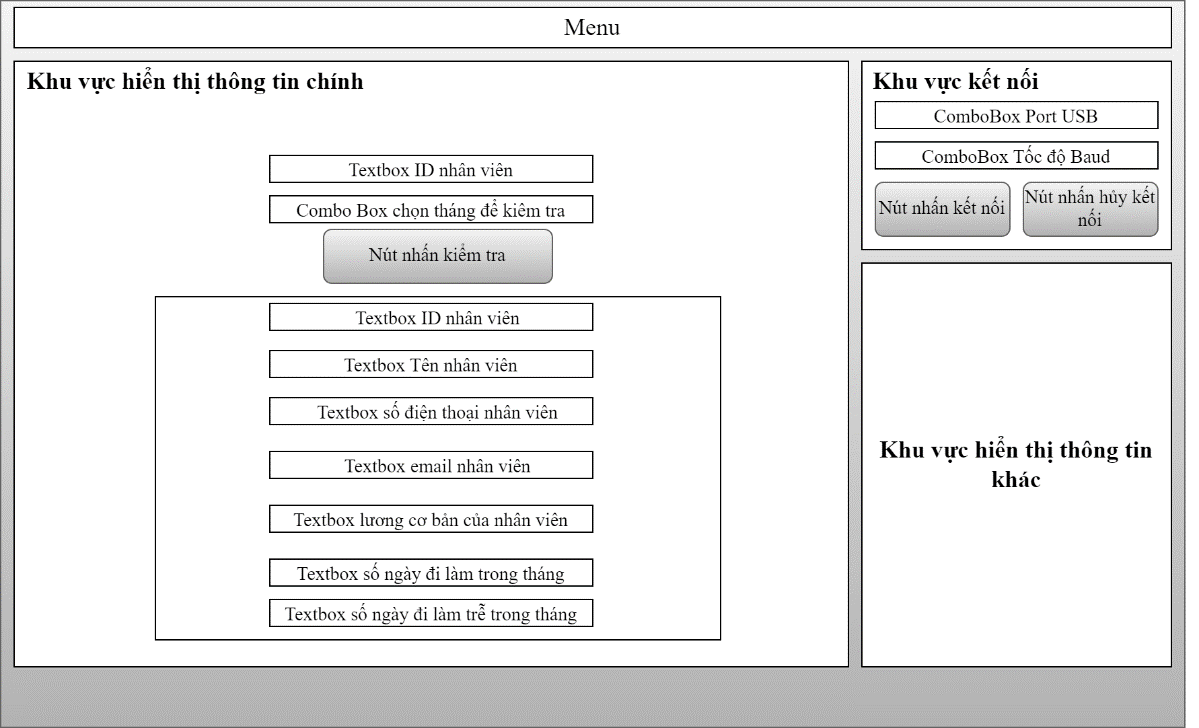 Menu
Khu vực hiển thị thông tin chính
Textbox ID nhân viên
Combo Box chọn tháng để kiêm tra
Nút nhấn kiểm tra
Textbox ID nhân viên
Textbox Tên nhân viên
Textbox số điện thoại nhân viên
Textbox email nhân viên
Textbox lương cơ bản của nhân viên
Textbox số ngày đi làm trong tháng
Textbox số ngày đi làm trễ trong tháng
Khu vực kết nối
ComboBox Port USB
ComboBox Tốc độ Baud
Nút nhấn kết nối
Nút nhấn hủy kết
nối
Khu vực hiển thị thông tin
khác